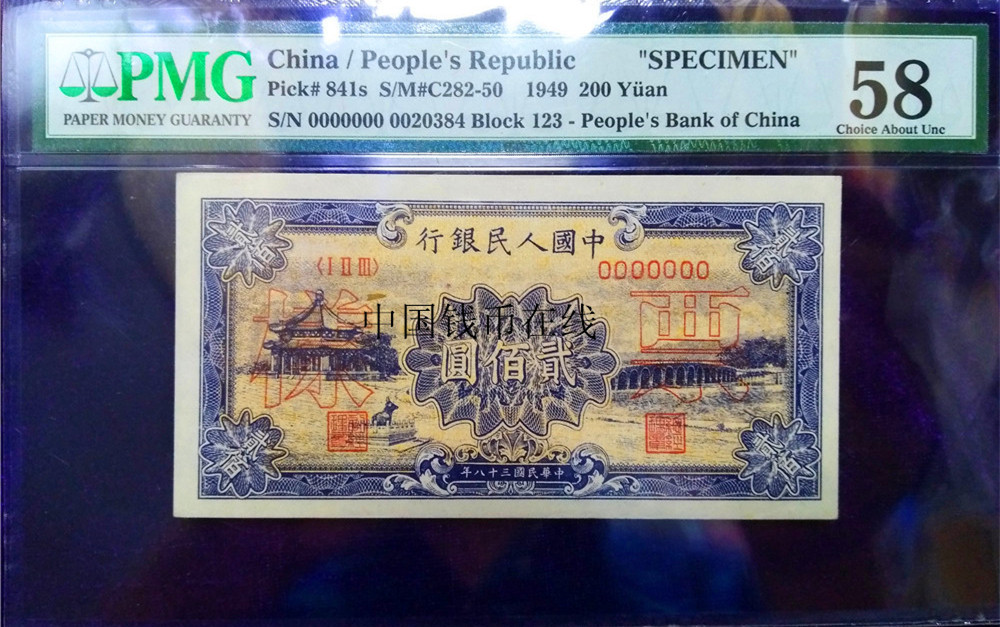 PMG
PAPER MONEY GUARANTY
China / People's Republic "SPECIMEN"
Pick# 841s S/M#C282-50 1949 200 Yüan
S/N 0000000 0020384 Block 123 - People's Bank of China
58
Choice About Unc
行銀民人國中
〈I II III〉
0000000
樣
票
中国钱币在线
圓佰貳
年八十三國民華中